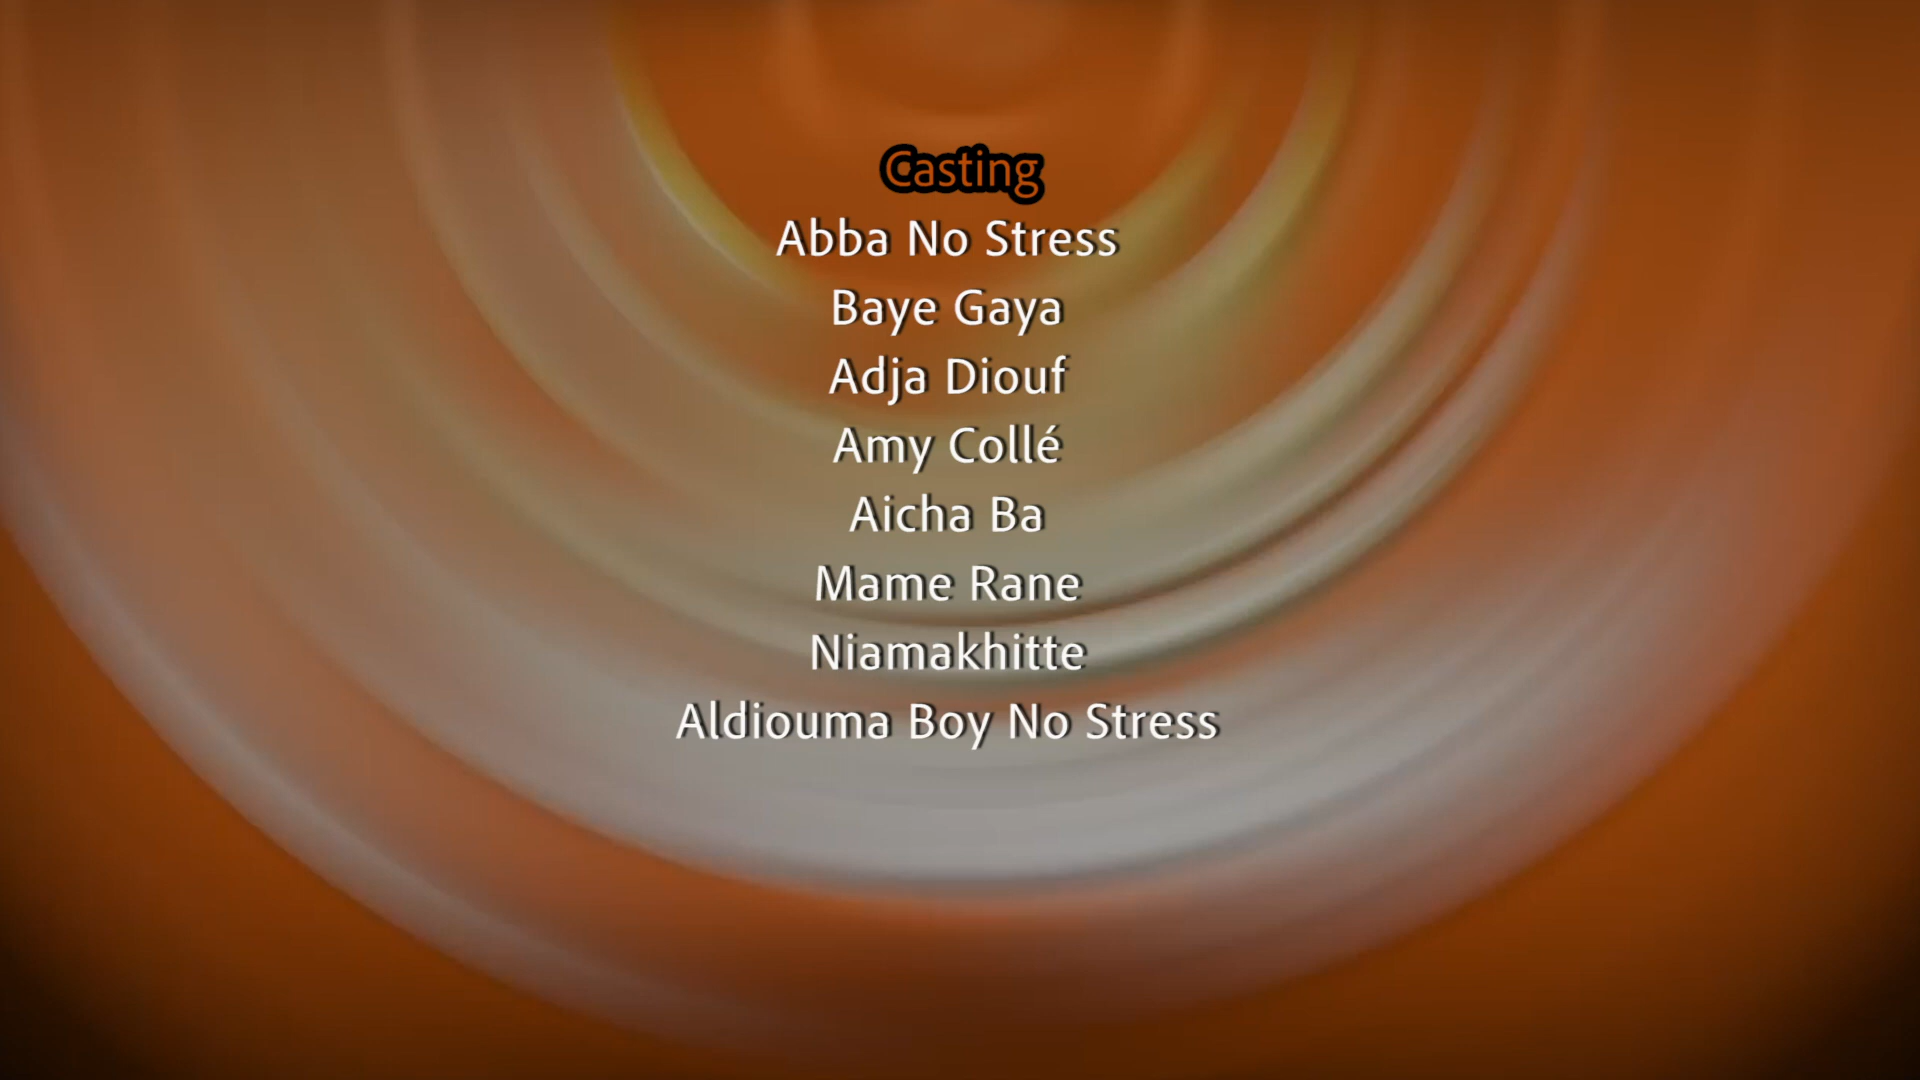 Casting
Abba No Stress
Baye Gaya
Adja Diouf
Amy Collé
Aicha Ba
Mame Rane
Niamakhitte
Aldiouma Boy No Stress